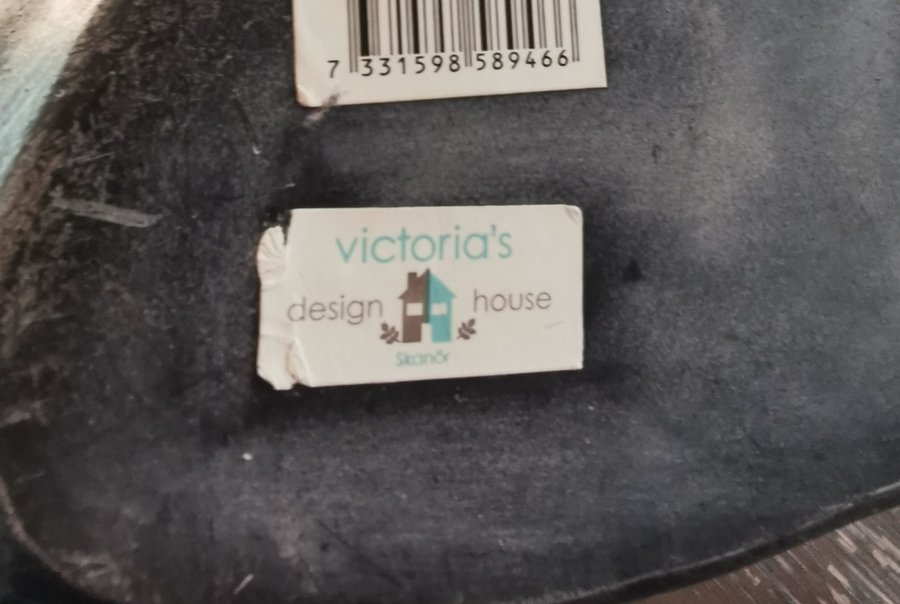 7 331598 589466
victoria's
design house
Skanör